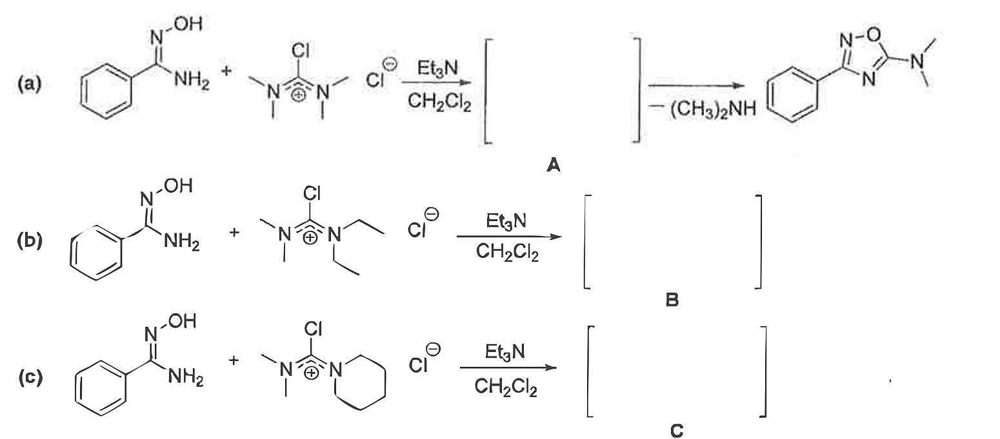 (a) N OH NH2 + Cl N ⊕ N Cl ⊖ Et3N CH2Cl2 − (CH3)2NH N O N N
A
(b) N OH NH2 + Cl N ⊕ N Cl ⊖ Et3N CH2Cl2
B
(c) N OH NH2 + Cl N ⊕ N Cl ⊖ Et3N CH2Cl2
C